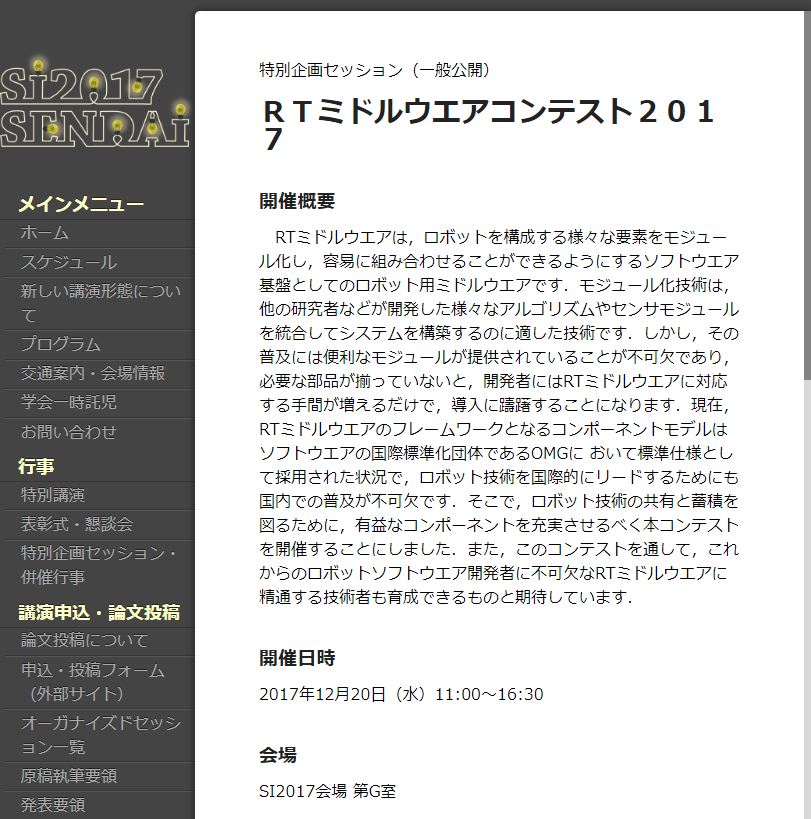 SI2017
SENDAI
メインメニュー
ホーム
スケジュール
新しい講演形態につい
て
プログラム
交通案内・会場情報
学会一時託児
お問い合わせ
行事
特別講演
表彰式・懇談会
特別企画セッション・
併催行事
講演申込・論文投稿
論文投稿について
申込・投稿フォーム
（外部サイト）
オーガナイズドセッシ
ョン一覧
原稿執筆要領
発表要領
特別企画セッション（一般公開）
ＲＴミドルウエアコンテスト２０１
７
開催概要
　RTミドルウエアは，ロボットを構成する様々な要素をモジュー
ル化し，容易に組み合わせることができるようにするソフトウエア
基盤としてのロボット用ミドルウエアです．モジュール化技術は，
他の研究者などが開発した様々なアルゴリズムやセンサモジュール
を統合してシステムを構築するのに適した技術です．しかし，その
普及には便利なモジュールが提供されていることが不可欠であり，
必要な部品が揃っていないと，開発者にはRTミドルウエアに対応
する手間が増えるだけで，導入に躊躇することになります．現在，
RTミドルウエアのフレームワークとなるコンポーネントモデルは
ソフトウエアの国際標準化団体であるOMGに おいて標準仕様とし
て採用された状況で，ロボット技術を国際的にリードするためにも
国内での普及が不可欠です．そこで，ロボット技術の共有と蓄積を
図るために，有益なコンポーネントを充実させるべく本コンテスト
を開催することにしました．また，このコンテストを通して，これ
からのロボットソフトウエア開発者に不可欠なRTミドルウエアに
精通する技術者も育成できるものと期待しています．
開催日時
2017年12月20日（水）11:00～16:30
会場
SI2017会場 第G室